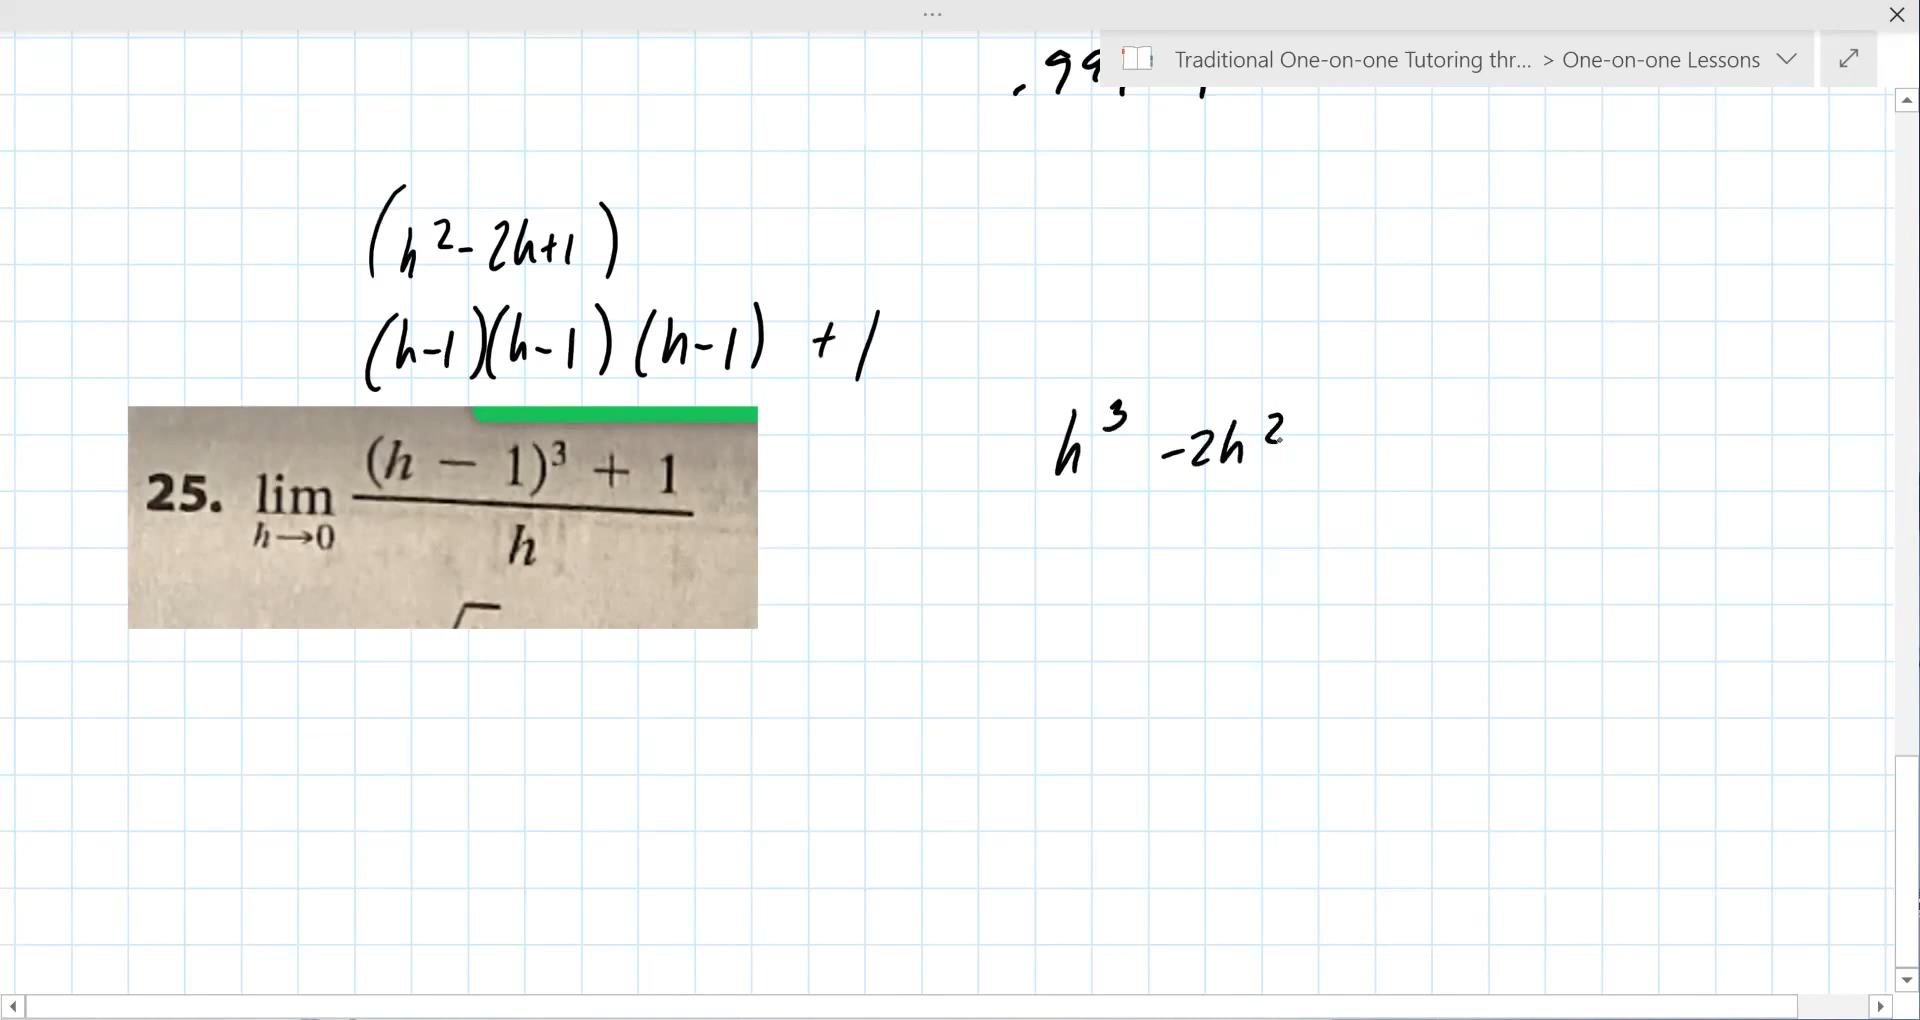 Traditional One-on-one Tutoring thr... > One-on-one Lessons
.99
(h²-2h+1)
(h-1)(h-1)(h-1) +1
h³ -2h²
25. lim h→0 (h − 1)³ + 1 / h